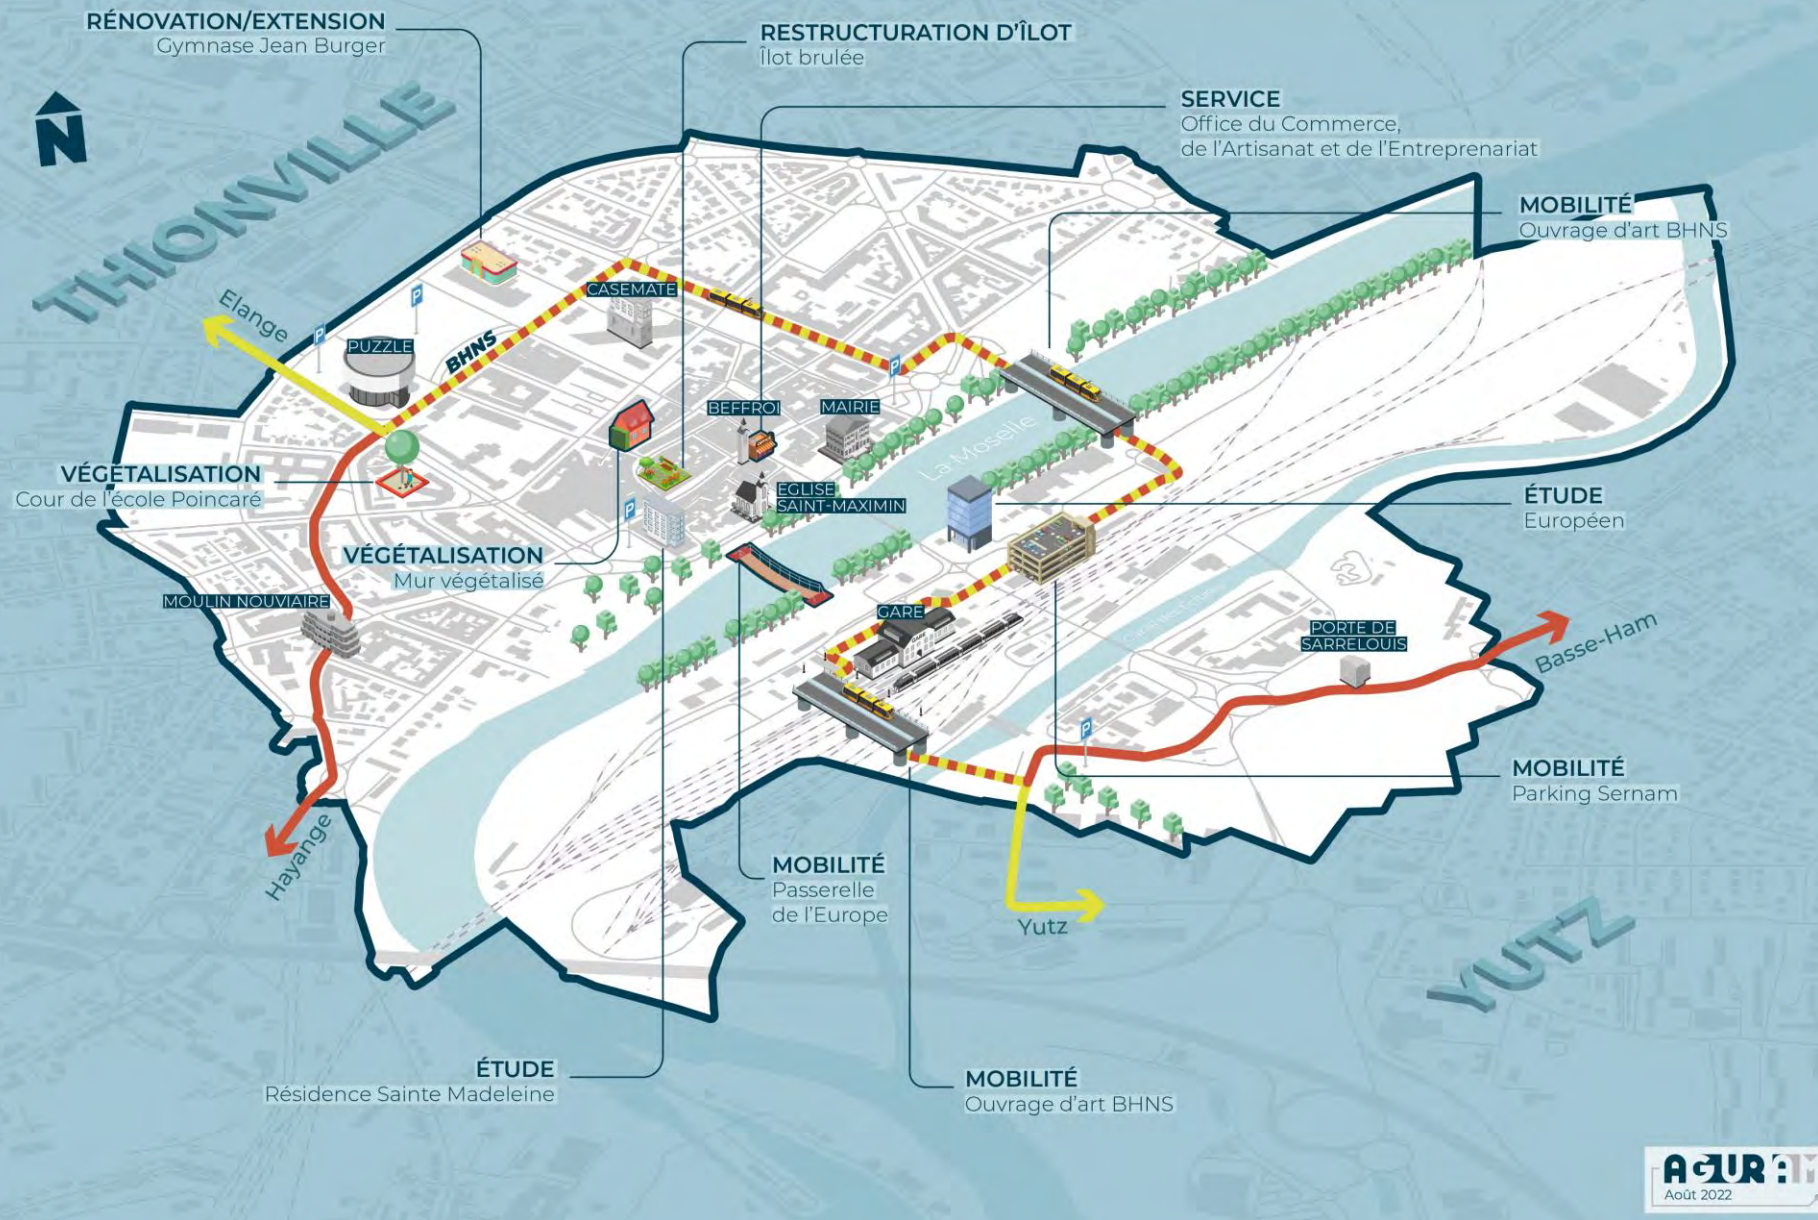 RÉNOVATION/EXTENSION
Gymnase Jean Burger
RESTRUCTURATION D'ÎLOT
Îlot brulée
SERVICE
Office du Commerce,
de l'Artisanat et de l'Entreprenariat
N
THIONVILLE
MOBILITÉ
Ouvrage d'art BHNS
Elange
P
P
CASEMATE
PUZZLE
BHNS
P
BEFFROI
MAIRIE
La Moselle
VÉGÉTALISATION
Cour de l'école Poincaré
EGLISE
SAINT-MAXIMIN
P
ÉTUDE
Européen
VÉGÉTALISATION
Mur végétalisé
MOULIN NOUVIAIRE
GARE
GARE
PORTE DE
SARRELOUIS
Basse-Ham
P
MOBILITÉ
Parking Sernam
Hayange
MOBILITÉ
Passerelle
de l'Europe
Yutz
YUTZ
ÉTUDE
Résidence Sainte Madeleine
MOBILITÉ
Ouvrage d'art BHNS
AGURAM
Août 2022